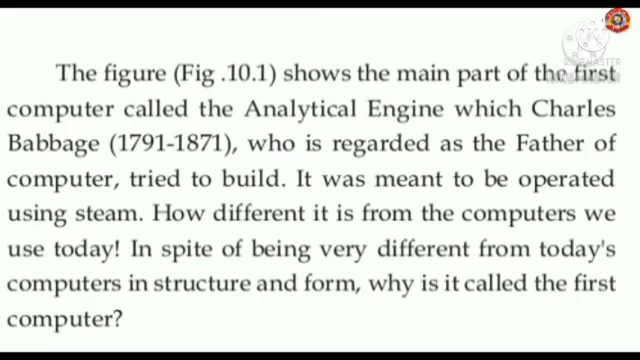 The figure (Fig .10.1) shows the main part of the first
computer called the Analytical Engine which Charles
Babbage (1791-1871), who is regarded as the Father of
computer, tried to build. It was meant to be operated
using steam. How different it is from the computers we
use today! In spite of being very different from today's
computers in structure and form, why is it called the first
computer?